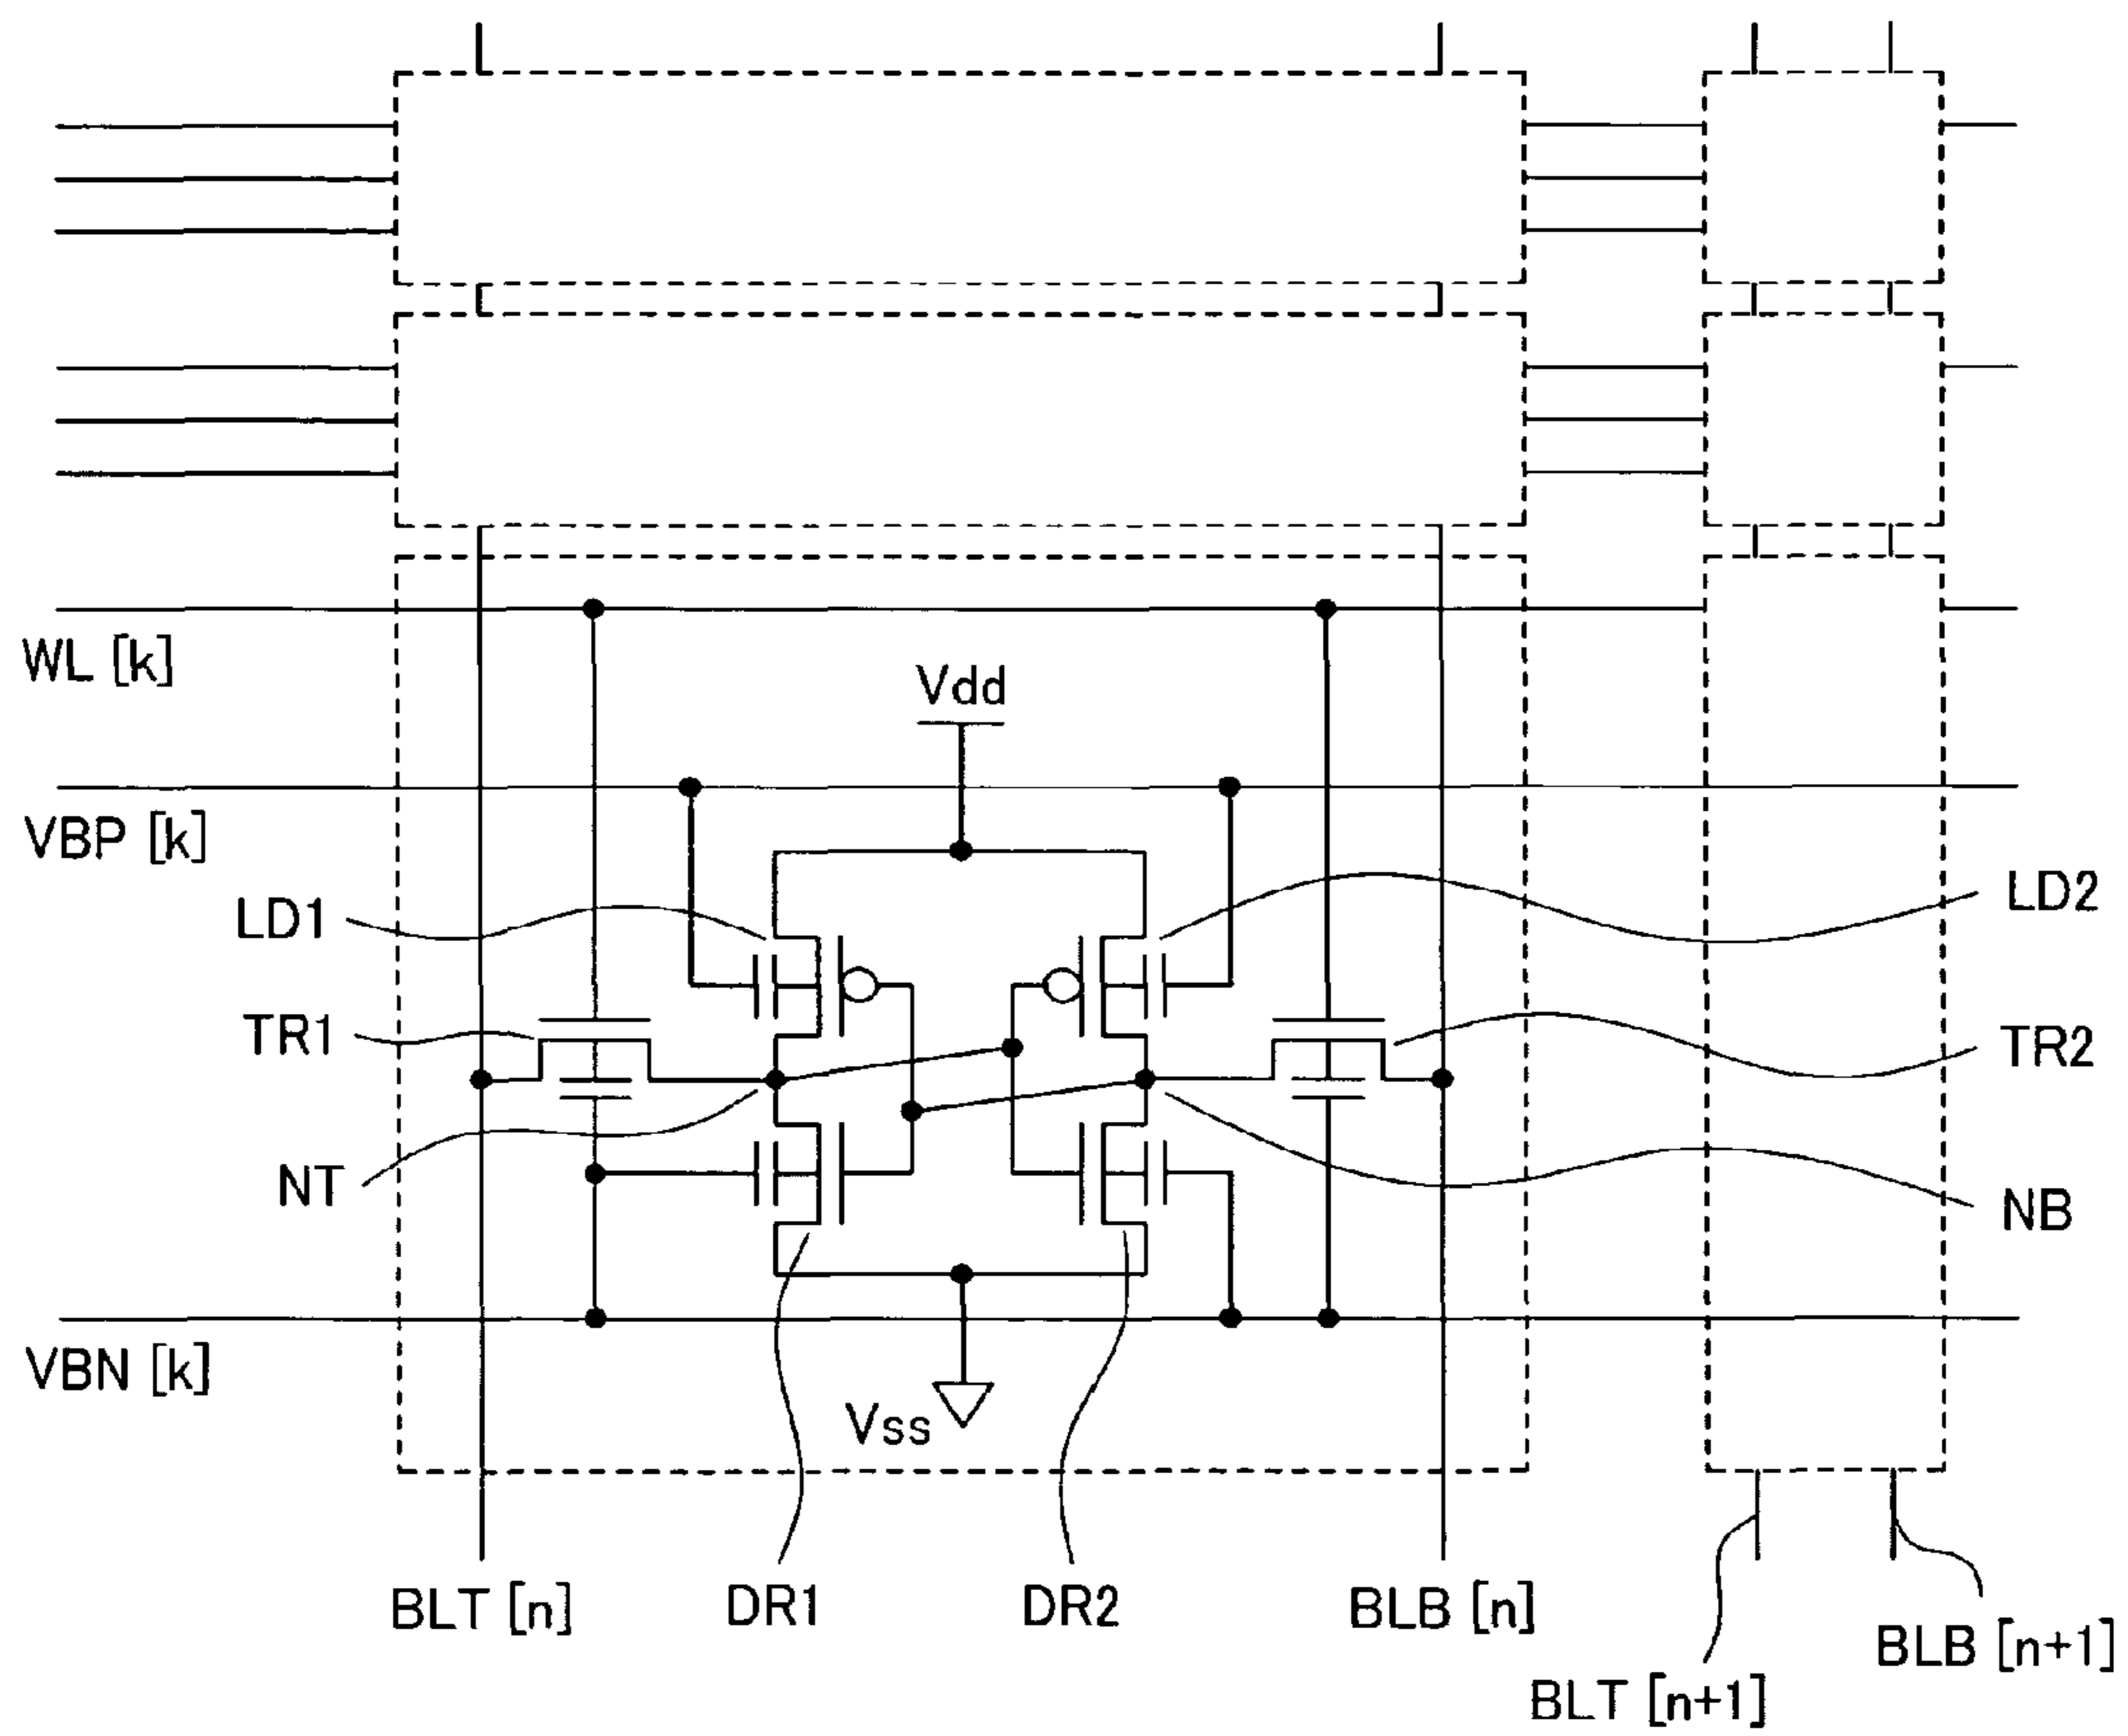 WL [k]
Vdd
VBP [k]
LD1
LD2
TR1
TR2
NT
NB
VBN [k]
Vss
BLT [n]
DR1
DR2
BLB [n]
BLB [n+1]
BLT [n+1]